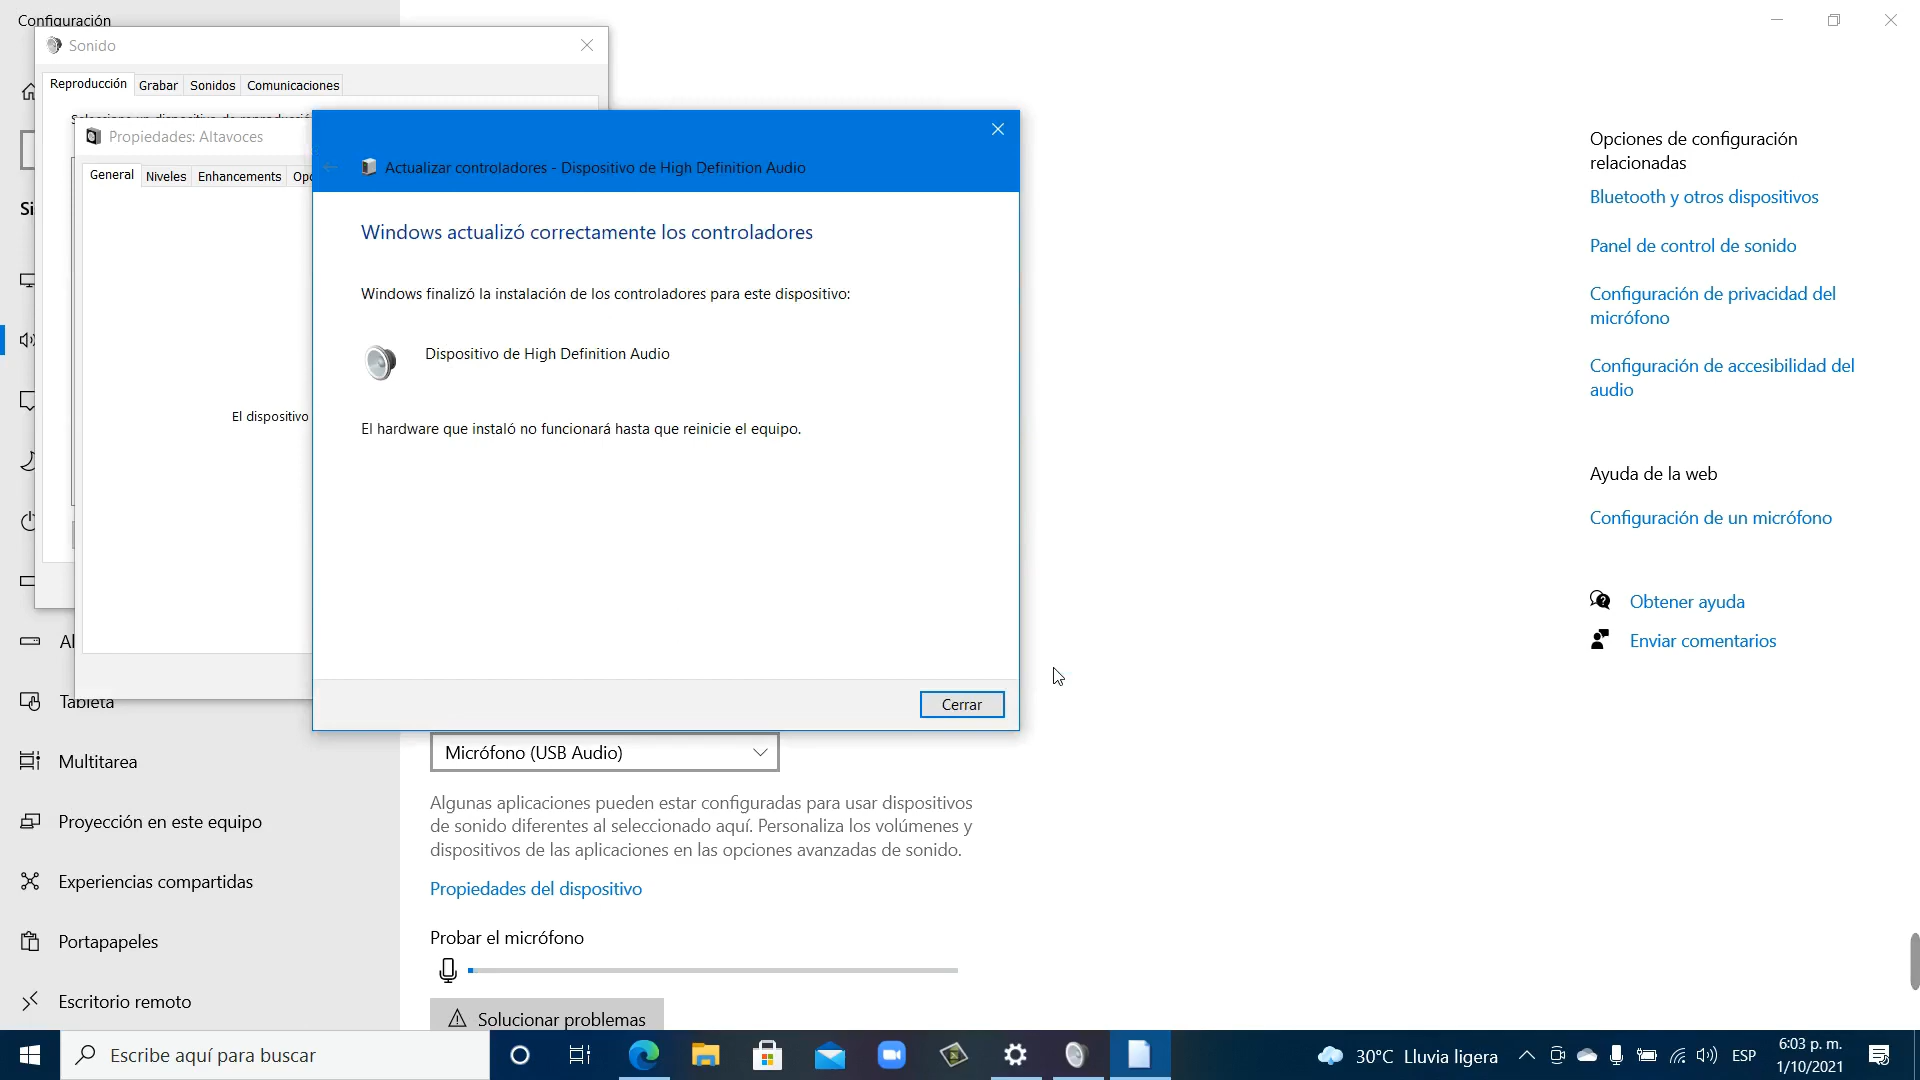 Configuración
Sonido
Reproducción
Grabar
Sonidos
Comunicaciones
Propiedades: Altavoces
General
Niveles
Enhancements
Actualizar controladores - Dispositivo de High Definition Audio
Windows actualizó correctamente los controladores
Windows finalizó la instalación de los controladores para este dispositivo:
Dispositivo de High Definition Audio
El dispositivo
El hardware que instaló no funcionará hasta que reinicie el equipo.
Cerrar
Tableta
Multitarea
Proyección en este equipo
Experiencias compartidas
Portapapeles
Escritorio remoto
Micrófono (USB Audio)
Algunas aplicaciones pueden estar configuradas para usar dispositivos
de sonido diferentes al seleccionado aquí. Personaliza los volúmenes y
dispositivos de las aplicaciones en las opciones avanzadas de sonido.
Propiedades del dispositivo
Probar el micrófono
Solucionar problemas
Opciones de configuración
relacionadas
Bluetooth y otros dispositivos
Panel de control de sonido
Configuración de privacidad del
micrófono
Configuración de accesibilidad del
audio
Ayuda de la web
Configuración de un micrófono
Obtener ayuda
Enviar comentarios
Escribe aquí para buscar
30°C Lluvia ligera
ESP
6:03 p. m.
1/10/2021